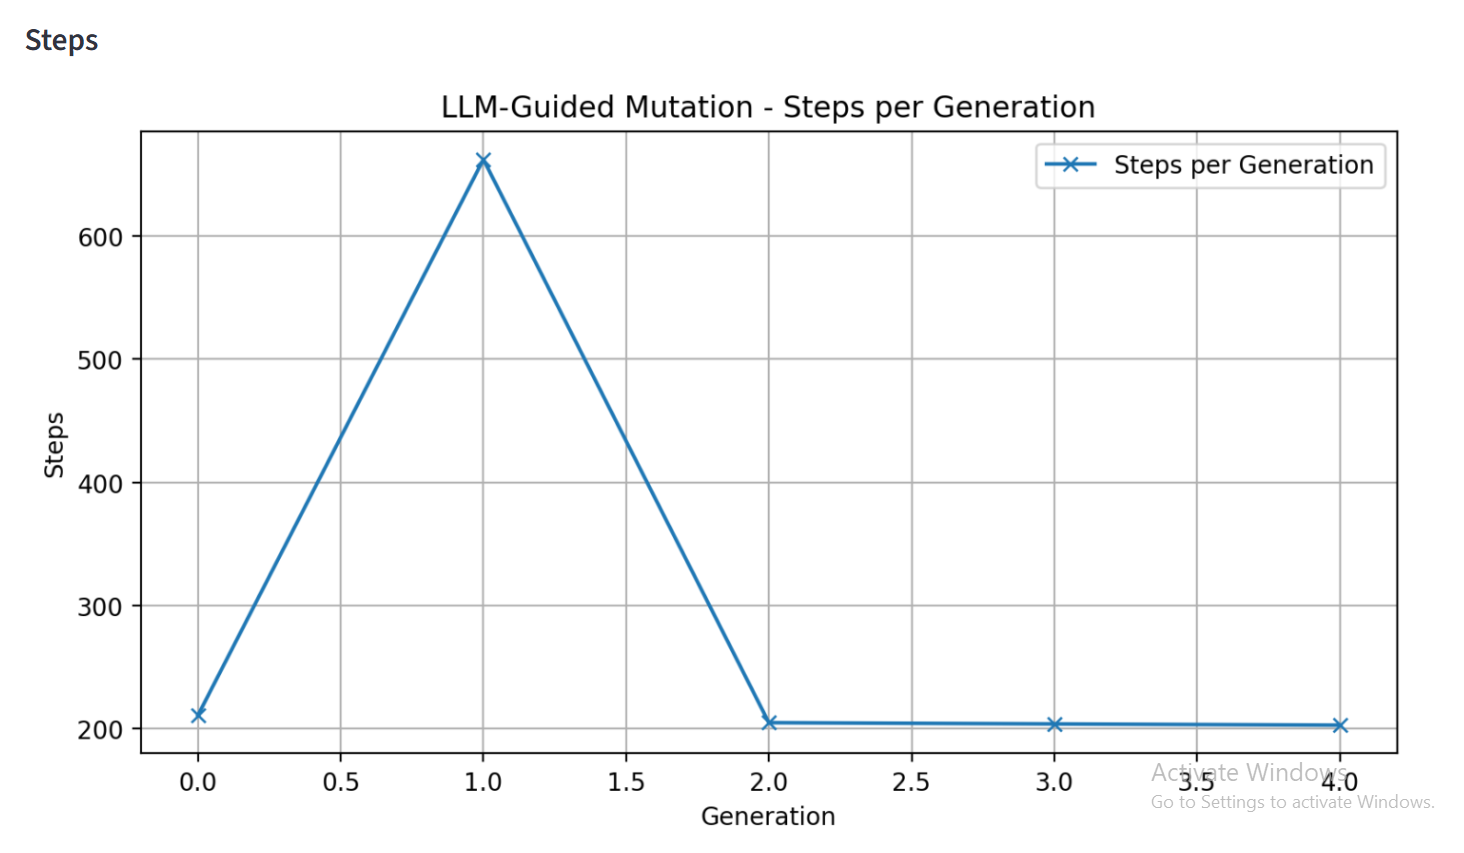 Steps
LLM-Guided Mutation - Steps per Generation
Steps per Generation
600
500
400
300
200
Steps
0.0 0.5 1.0 1.5 2.0 2.5 3.0 3.5 4.0
Generation
Activate Windows
Go to Settings to activate Windows.